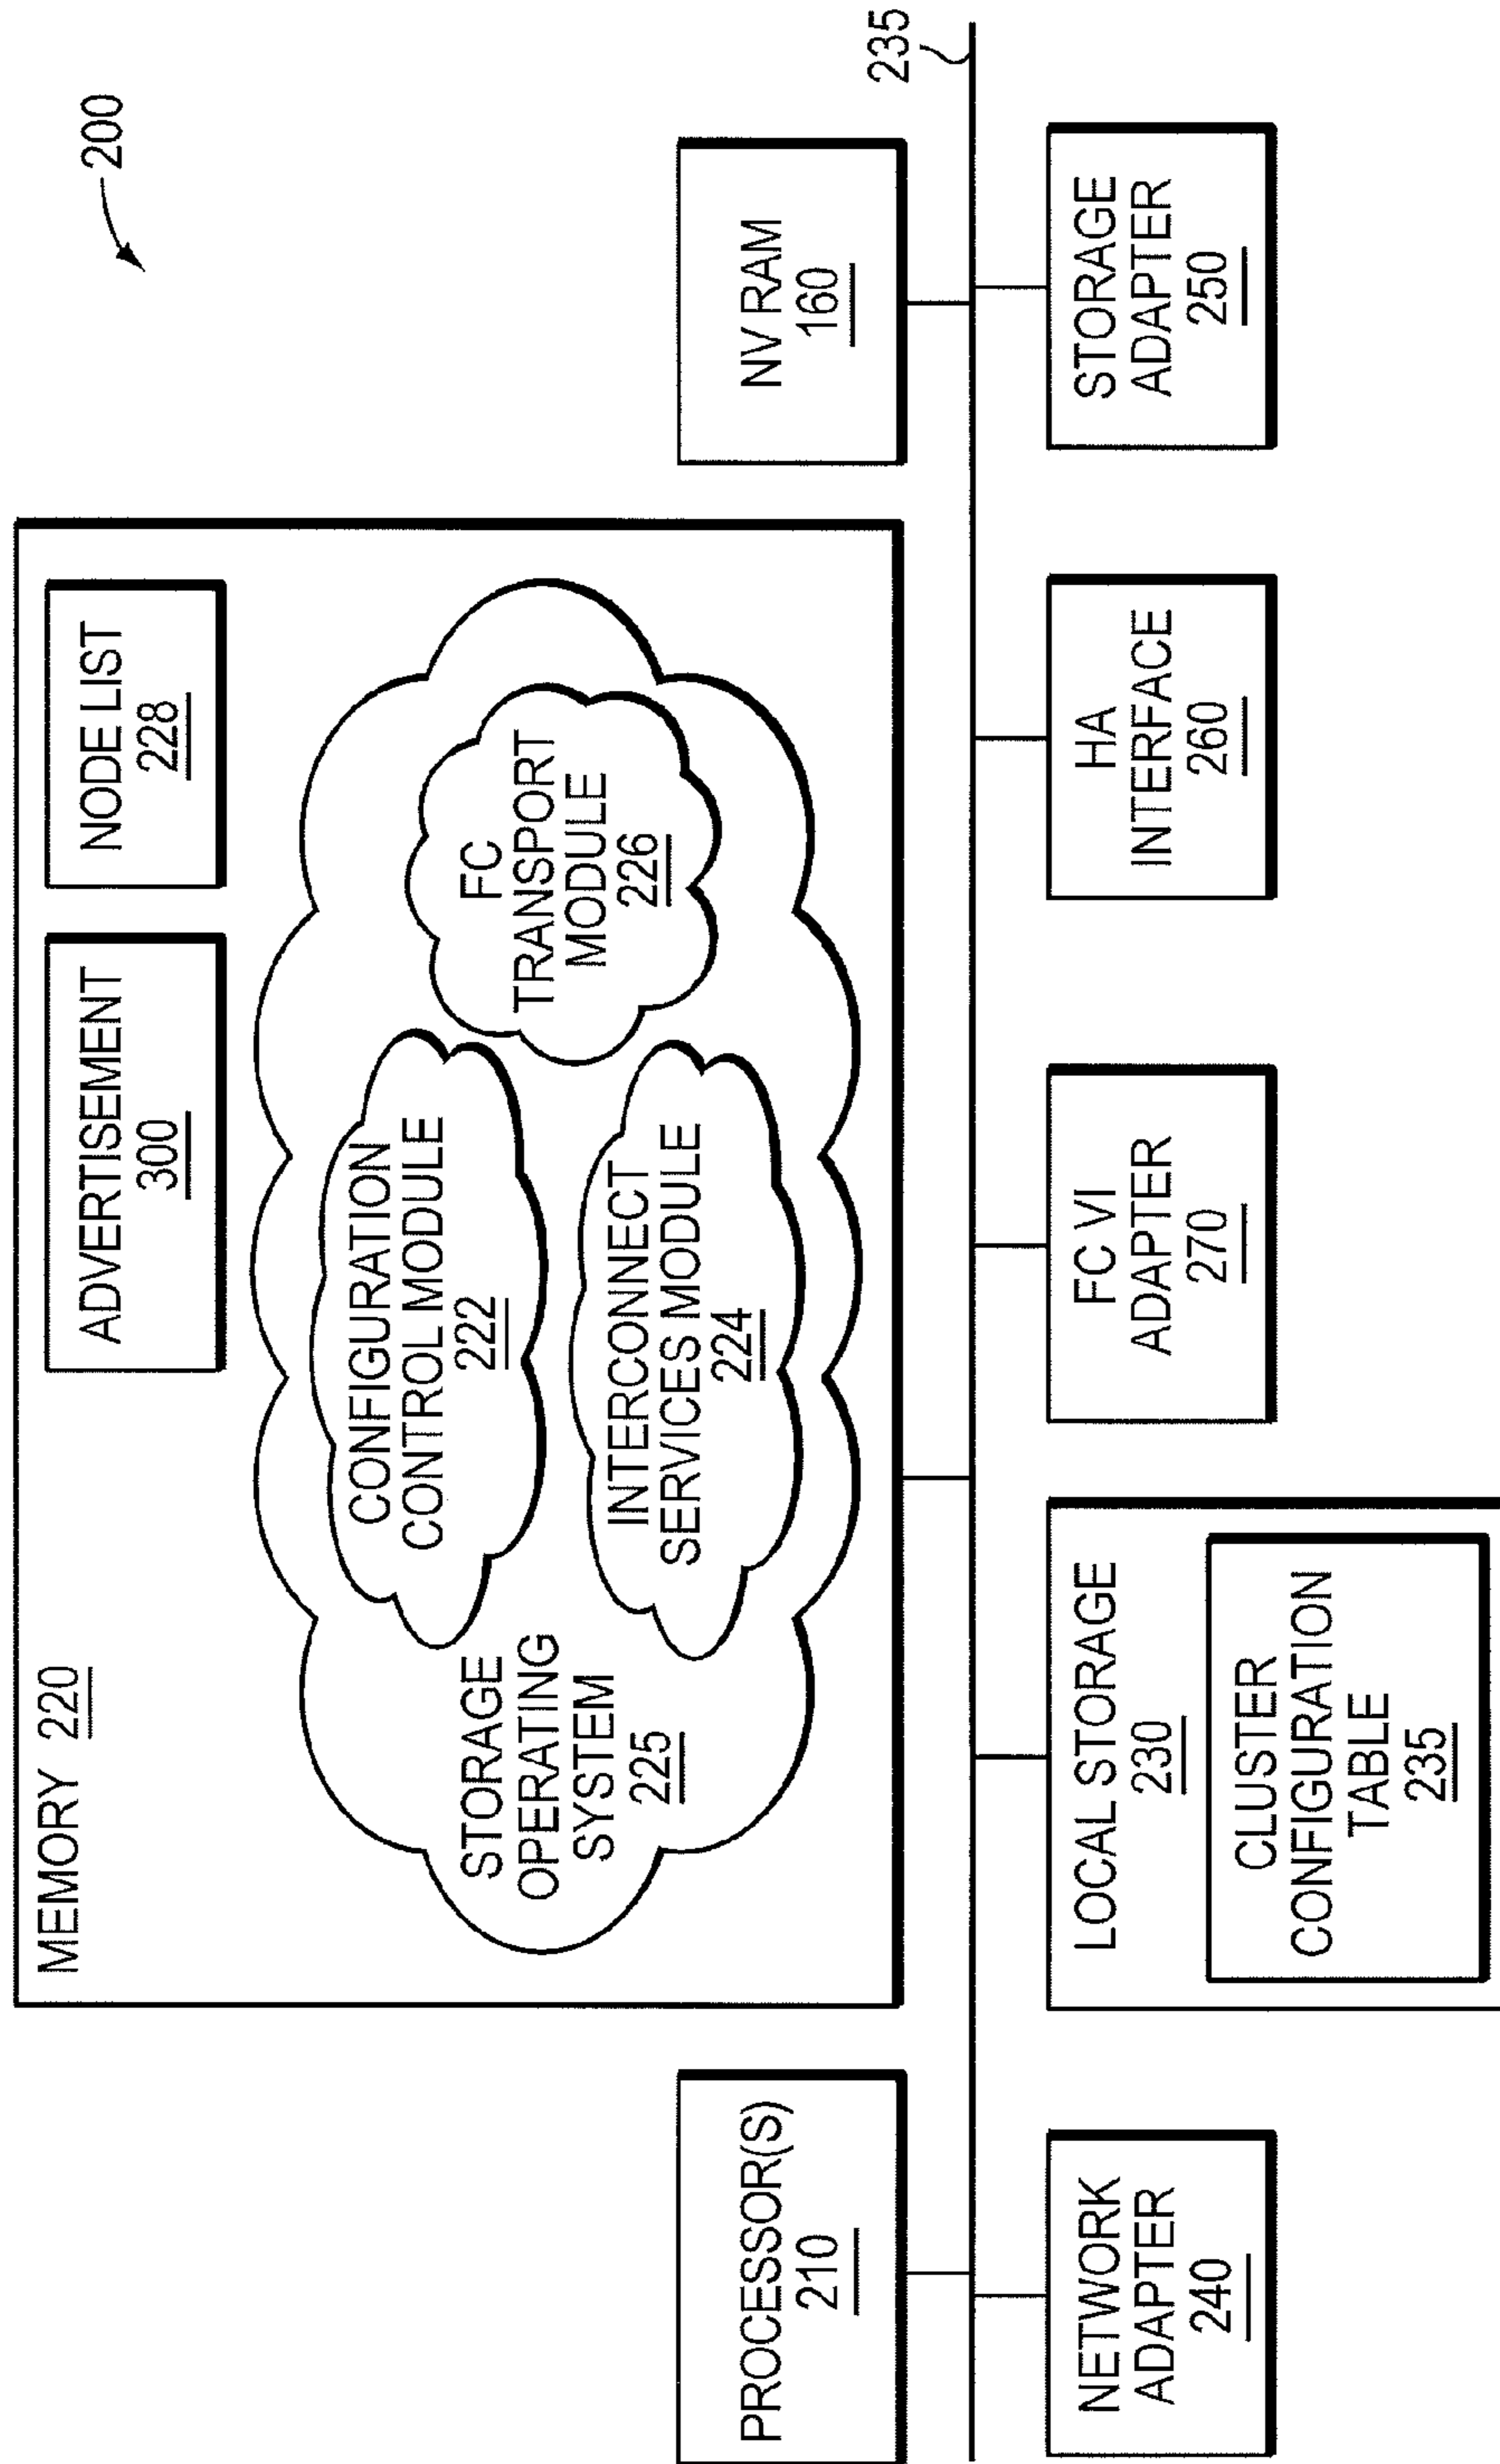 200
MEMORY 220
ADVERTISEMENT
300
NODE LIST
228
STORAGE
OPERATING
SYSTEM
225
CONFIGURATION
CONTROL MODULE
222
INTERCONNECT
SERVICES MODULE
224
FC
TRANSPORT
MODULE
226
PROCESSOR(S)
210
NV RAM
160
235
NETWORK
ADAPTER
240
LOCAL STORAGE
230
CLUSTER
CONFIGURATION
TABLE
235
FC VI
ADAPTER
270
HA
INTERFACE
260
STORAGE
ADAPTER
250